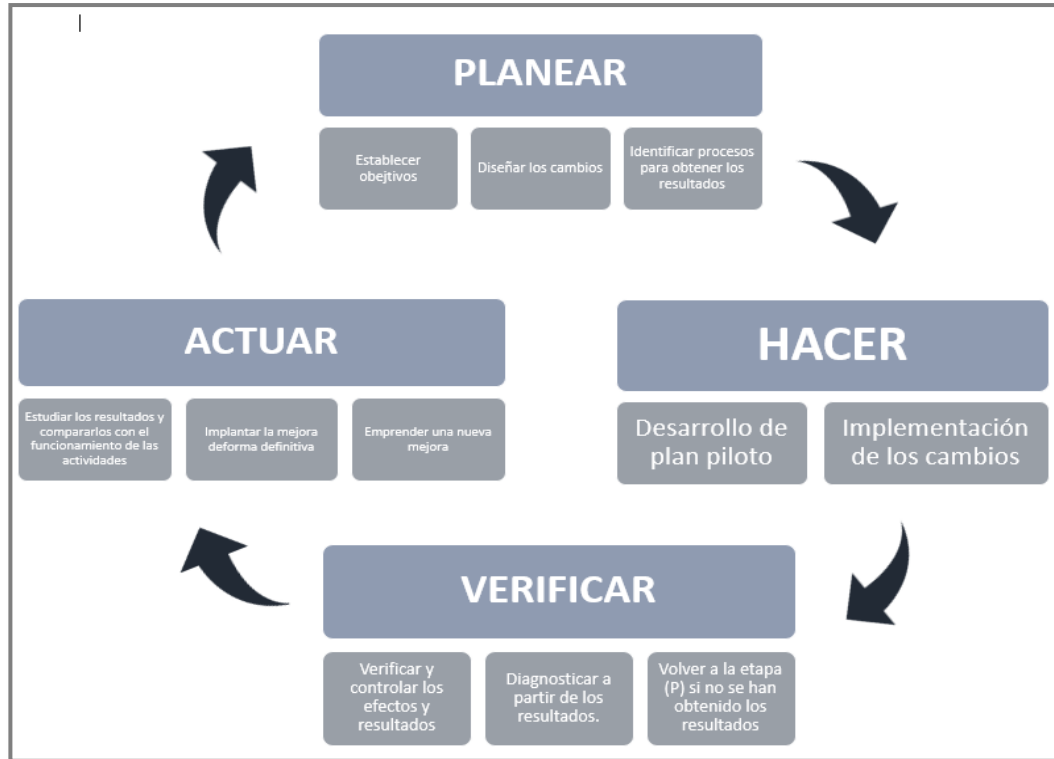 PLANEAR
Establecer
obejtivos
Diseñar los cambios
Identificar procesos
para obtener los
resultados
ACTUAR
Estudiar los resultados y
compararlos con el
funcionamiento de las
actividades
Implantar la mejora
deforma definitiva
Emprender una nueva
mejora
HACER
Desarrollo de
plan piloto
Implementación
de los cambios
VERIFICAR
Verificar y
controlar los
efectos y
resultados
Diagnosticar a
partir de los
resultados.
Volver a la etapa
(P) si no se han
obtenido los
resultados